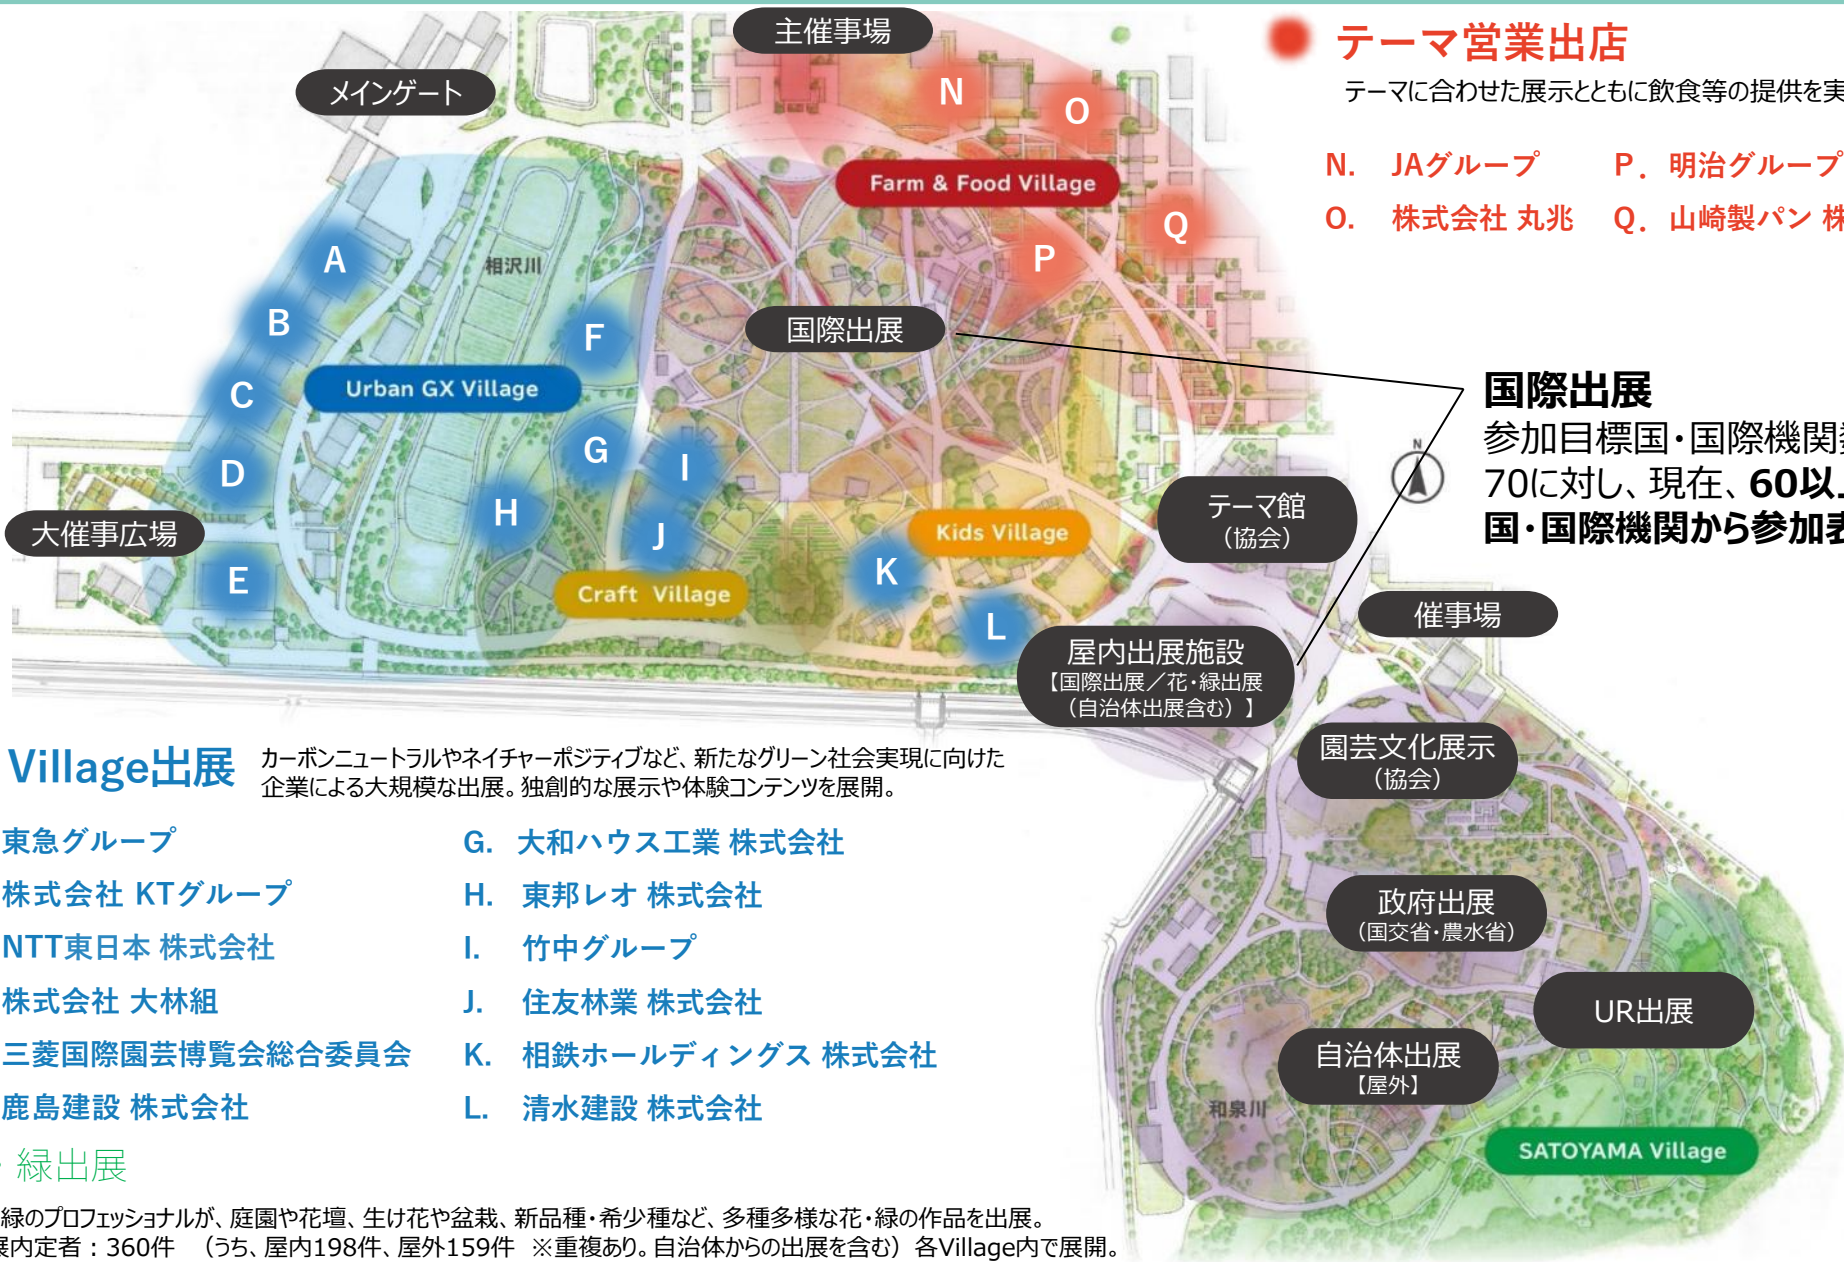 主催事場
メインゲート
テーマ営業出店
テーマに合わせた展示とともに飲食等の提供を実
N. JAグループ
P. 明治グループ
O. 株式会社 丸兆
Q. 山崎製パン 株
N
O
Farm & Food Village
Q
P
A
相沢川
B
F
国際出展
Urban GX Village
C
国際出展
参加目標国・国際機関
70に対し、現在、60以
国・国際機関から参加
N
G
I
D
H
テーマ館
(協会)
大催事広場
J
Kids Village
E
K
Craft Village
L
催事場
屋内出展施設
【国際出展／花・緑出展
(自治体出展含む) 】
園芸文化展示
(協会)
政府出展
(国交省・農水省)
UR出展
自治体出展
【屋外】
和泉川
SATOYAMA Village
Village出展
カーボンニュートラルやネイチャーポジティブなど、新たなグリーン社会実現に向けた
企業による大規模な出展。独創的な展示や体験コンテンツを展開。
東急グループ
株式会社 KTグループ
NTT東日本 株式会社
株式会社 大林組
三菱国際園芸博覧会総合委員会
鹿島建設 株式会社
G. 大和ハウス工業 株式会社
H. 東邦レオ 株式会社
I. 竹中グループ
J. 住友林業 株式会社
K. 相鉄ホールディングス 株式会社
L. 清水建設 株式会社
・緑出展
緑のプロフェッショナルが、庭園や花壇、生け花や盆栽、新品種・希少種など、多種多様な花・緑の作品を出展。
展内定者：360件 （うち、屋内198件、屋外159件 ※重複あり。自治体からの出展を含む）各Village内で展開。